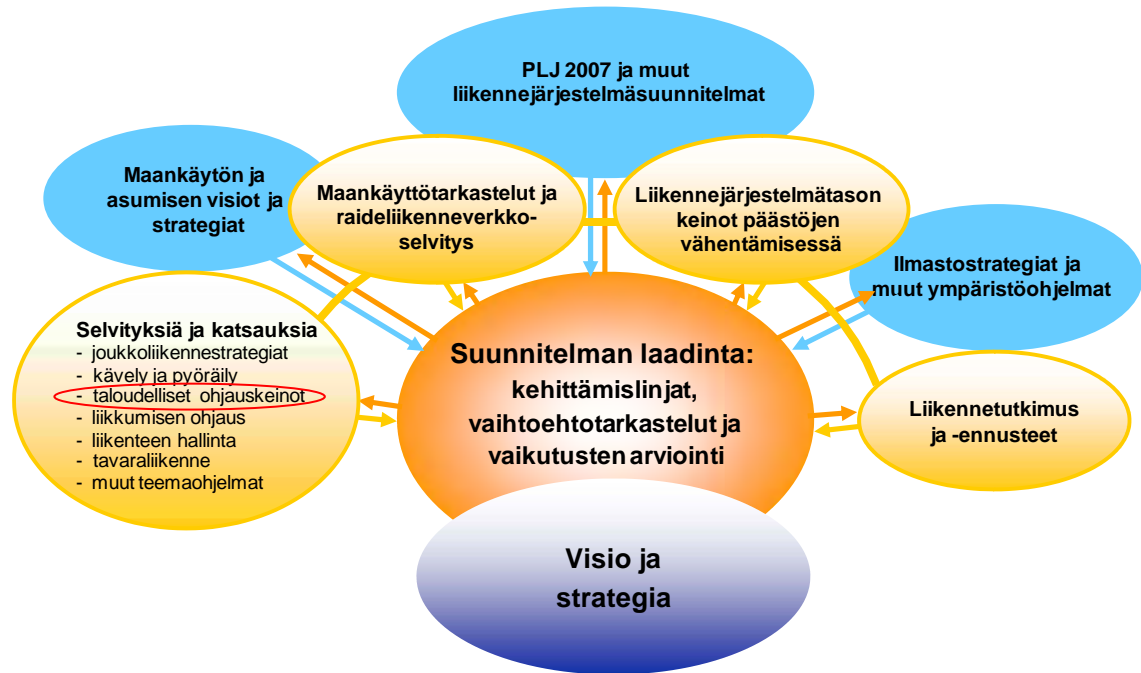 PLJ 2007 ja muut
liikennejärjestelmäsuunnitelmat
Maankäytön ja
asumisen visiot ja
strategiat
Maankäyttötarkastelut ja
raideliikenneverkko-
selvitys
Liikennejärjestelmätason
keinot päästöjen
vähentämisessä
Ilmastostrategiat ja
muut ympäristöohjelmat
Selvityksiä ja katsauksia
- joukkoliikennestrategiat
- kävely ja pyöräily
- taloudelliset ohjauskeinot
- liikkumisen ohjaus
- liikenteen hallinta
- tavaraliikenne
- muut teemaohjelmat
Suunnitelman laadinta:
kehittämislinjat,
vaihtoehtotarkastelut ja
vaikutusten arviointi
Liikennetutkimus
ja -ennusteet
Visio ja
strategia